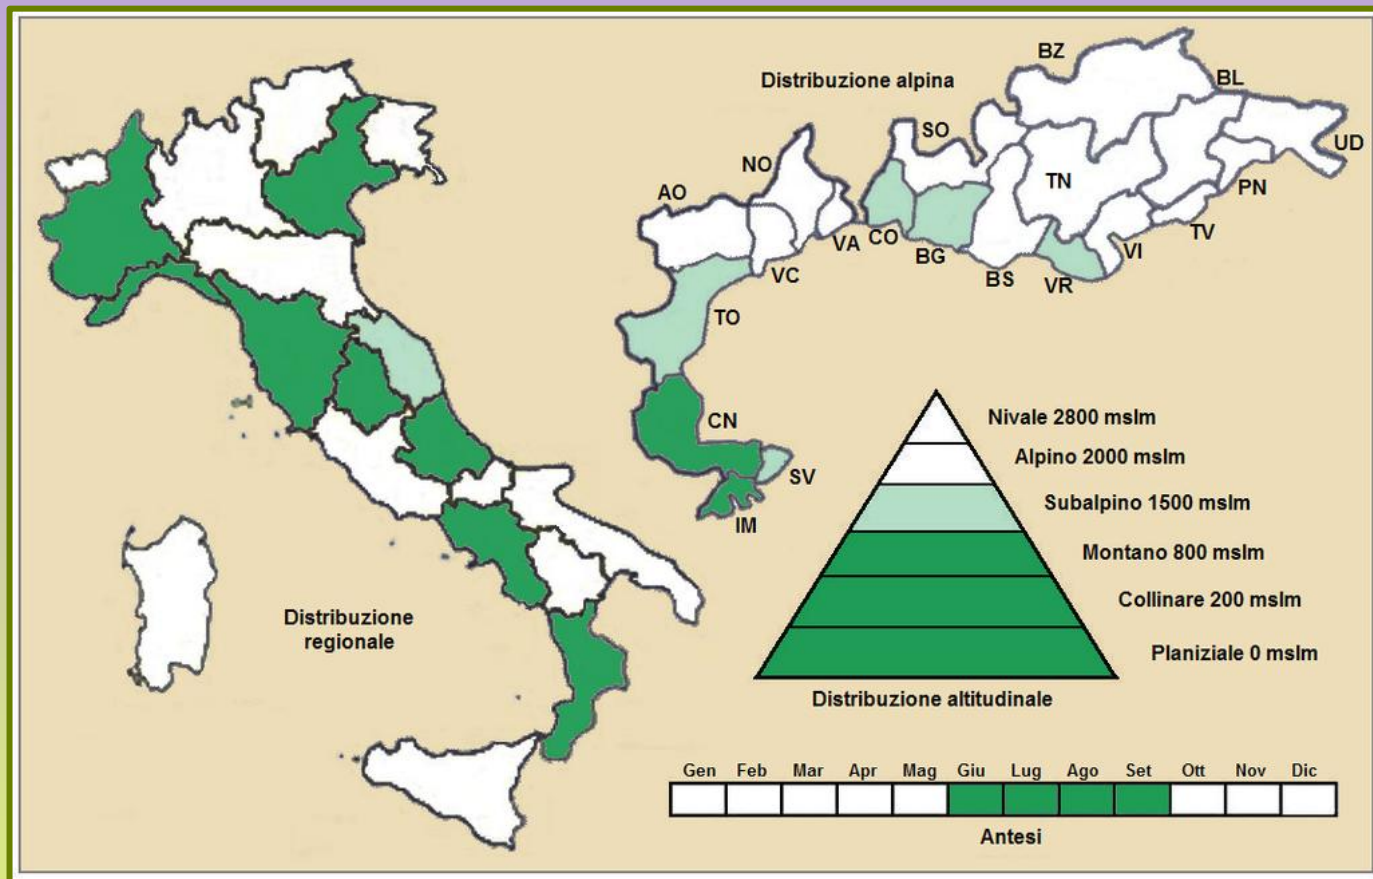 Distribuzione alpina
BZ
BL
SO
UD
NO
TN
PN
AO
TV
VA
CO
VI
BG
VC
BS
VR
TO
CN
SV
IM
Nivale 2800 mslm
Alpino 2000 mslm
Subalpino 1500 mslm
Montano 800 mslm
Collinare 200 mslm
Planiziale 0 mslm
Distribuzione altitudinale
Distribuzione
regionale
Gen Feb Mar Apr Mag Giu Lug Ago Set Ott Nov Dic
Antesi